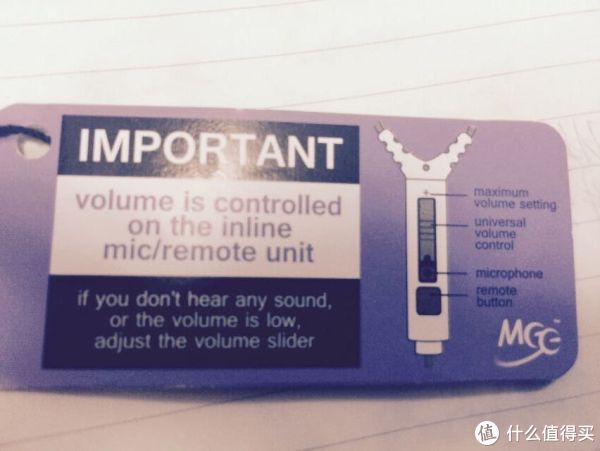 IMPORTANT
volume is controlled
on the inline
mic/remote unit
if you don't hear any sound,
or the volume is low,
adjust the volume slider
+
maximum
volume setting
universal
volume
control
microphone
remote
button
™
值 什么值得买